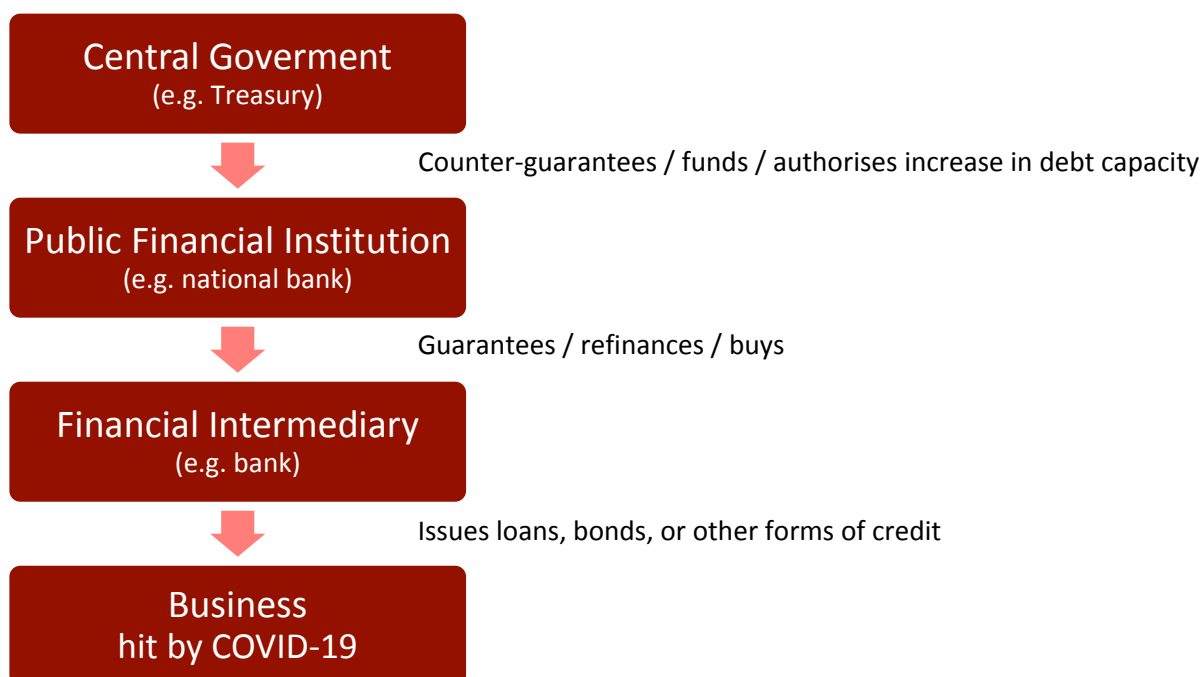 Central Goverment
(e.g. Treasury)
Counter-guarantees / funds / authorises increase in debt capacity
Public Financial Institution
(e.g. national bank)
Guarantees / refinances / buys
Financial Intermediary
(e.g. bank)
Issues loans, bonds, or other forms of credit
Business
hit by COVID-19